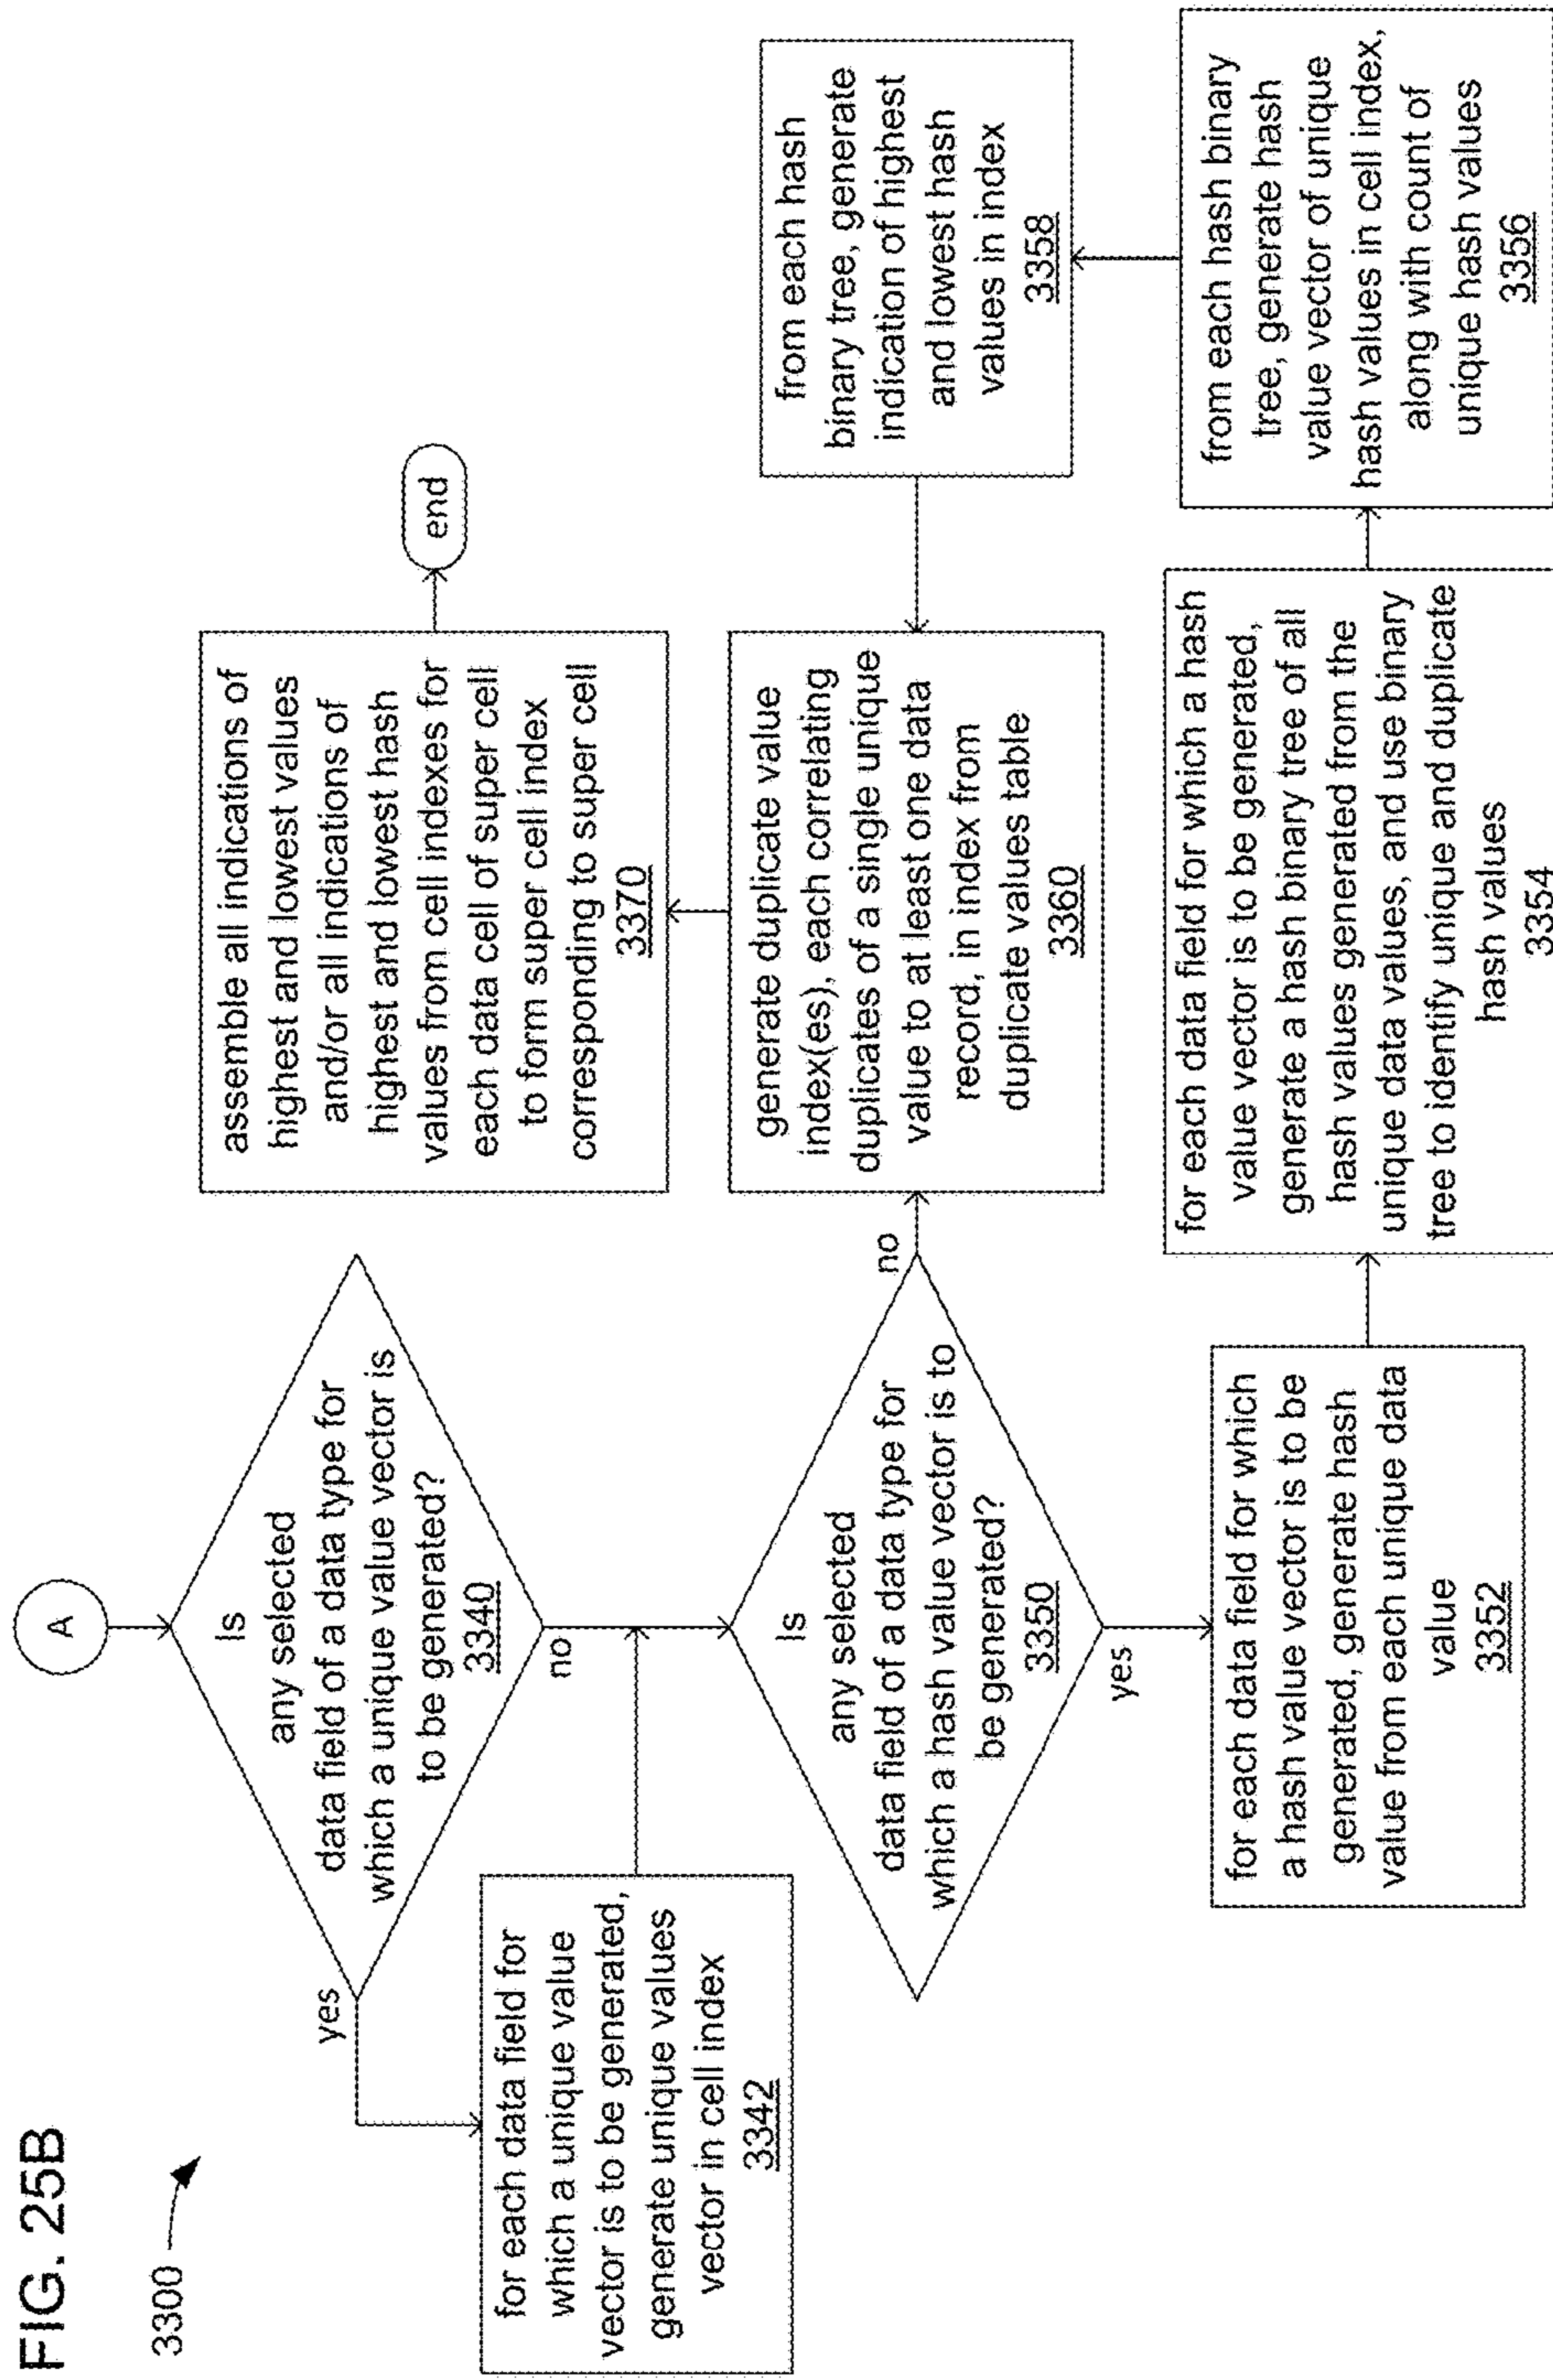 FIG. 25B
3300
A
Is
any selected
data field of a data type for
which a unique value vector is
to be generated?
3340
yes
no
for each data field for
which a unique value
vector is to be generated,
generate unique values
vector in cell index
3342
Is
any selected
data field of a data type for
which a hash value vector is to
be generated?
3350
no
yes
for each data field for which
a hash value vector is to be
generated, generate hash
value from each unique data
value
3352
for each data field for which a hash
value vector is to be generated,
generate a hash binary tree of all
hash values generated from the
unique data values, and use binary
tree to identify unique and duplicate
hash values
3354
from each hash binary
tree, generate hash
value vector of unique
hash values in cell index,
along with count of
unique hash values
3356
from each hash
binary tree, generate
indication of highest
and lowest hash
values in index
3358
generate duplicate value
index(es), each correlating
duplicates of a single unique
value to at least one data
record, in index from
duplicate values table
3360
assemble all indications of
highest and lowest values
and/or all indications of
highest and lowest hash
values from cell indexes for
each data cell of super cell
to form super cell index
corresponding to super cell
3370
end